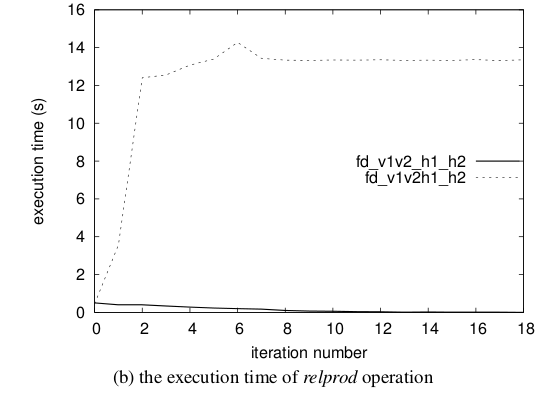 16
14
12
10
8
6
4
2
0
execution time (s)
fd_v1v2_h1_h2
fd_v1v2h1_h2
0 2 4 6 8 10 12 14 16 18
iteration number
(b) the execution time of relprod operation